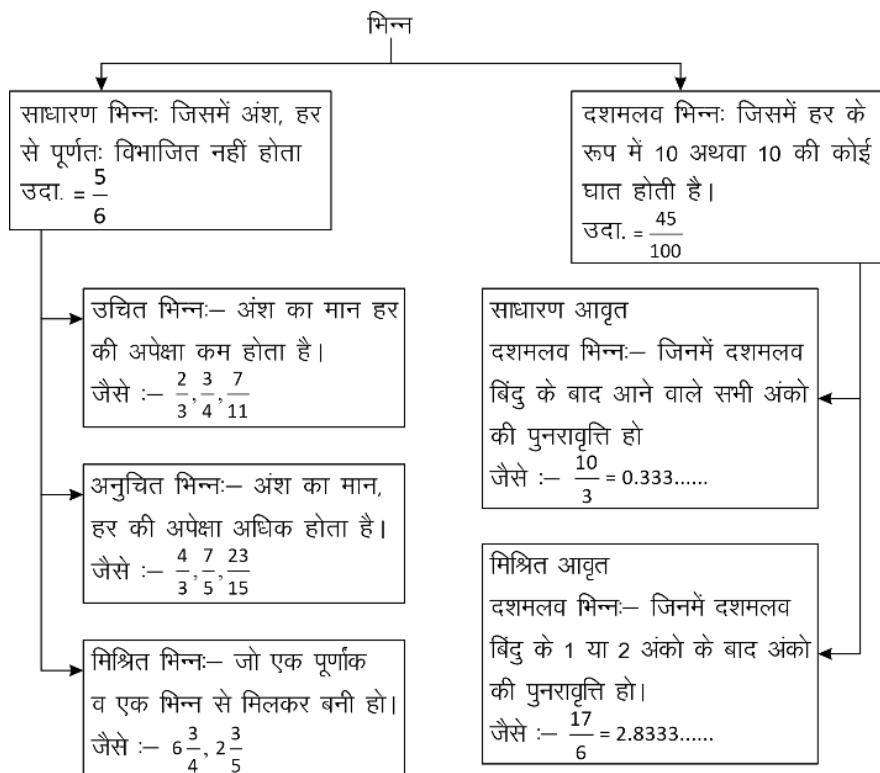 भिन्न
साधारण भिन्नः जिसमें अंश, हर
से पूर्णतः विभाजित नहीं होता
उदा. = 5/6
दशमलव भिन्नः जिसमें हर के
रूप में 10 अथवा 10 की कोई
घात होती है।
उदा. = 45/100
उचित भिन्नः– अंश का मान हर
की अपेक्षा कम होता है।
जैसे :– 2/3, 3/4, 7/11
अनुचित भिन्नः– अंश का मान,
हर की अपेक्षा अधिक होता है।
जैसे :– 4/3, 7/5, 23/15
मिश्रित भिन्नः– जो एक पूर्णांक
व एक भिन्न से मिलकर बनी हो।
जैसे :– 6 3/4, 2 3/5
साधारण आवृत
दशमलव भिन्नः– जिनमें दशमलव
बिंदु के बाद आने वाले सभी अंको
की पुनरावृत्ति हो
जैसे :– 10/3 = 0.333......
मिश्रित आवृत
दशमलव भिन्नः– जिनमें दशमलव
बिंदु के 1 या 2 अंको के बाद अंको
की पुनरावृत्ति हो।
जैसे :– 17/6 = 2.8333......